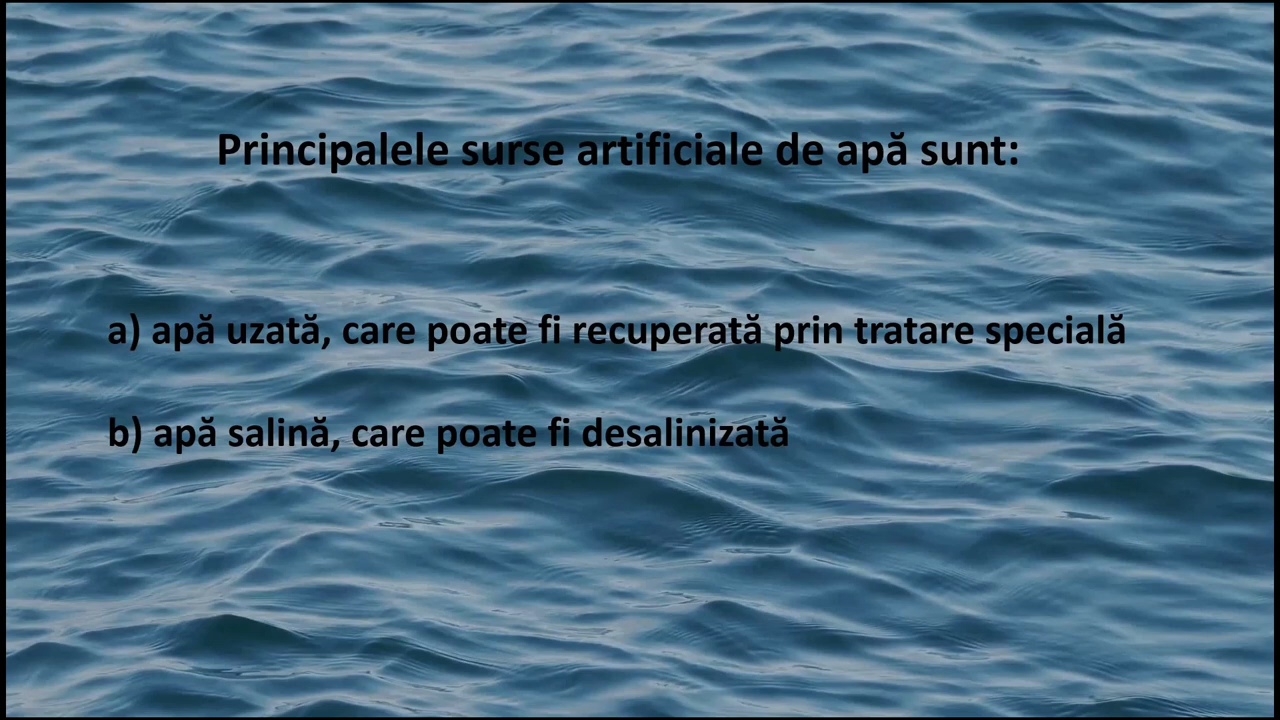 Principalele surse artificiale de apă sunt:
a) apă uzată, care poate fi recuperată prin tratare specială
b) apă salină, care poate fi desalinizată